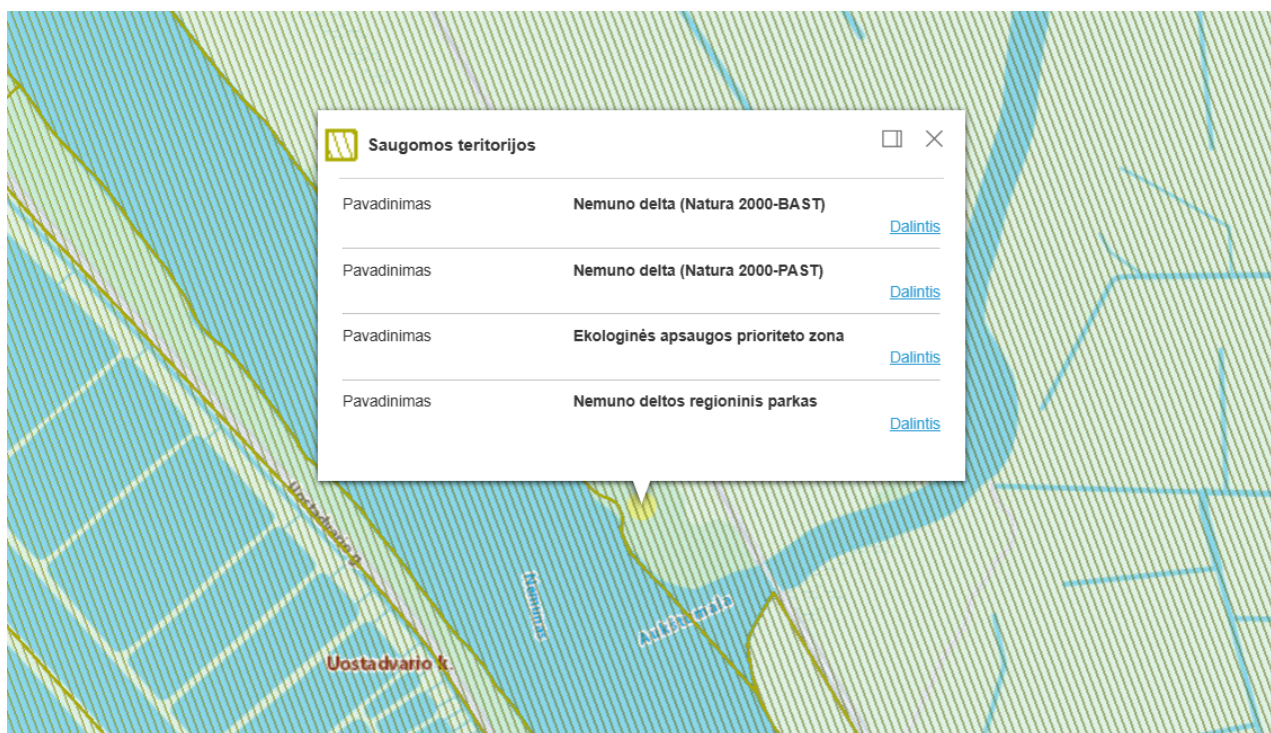 Saugomos teritorijos
Pavadinimas Nemuno delta (Natura 2000-BAST)
Dalintis
Pavadinimas Nemuno delta (Natura 2000-PAST)
Dalintis
Pavadinimas Ekologinės apsaugos prioriteto zona
Dalintis
Pavadinimas Nemuno deltos regioninis parkas
Dalintis
Uostadvario g.
Nemunas
Aukštumala
Uostadvario k.